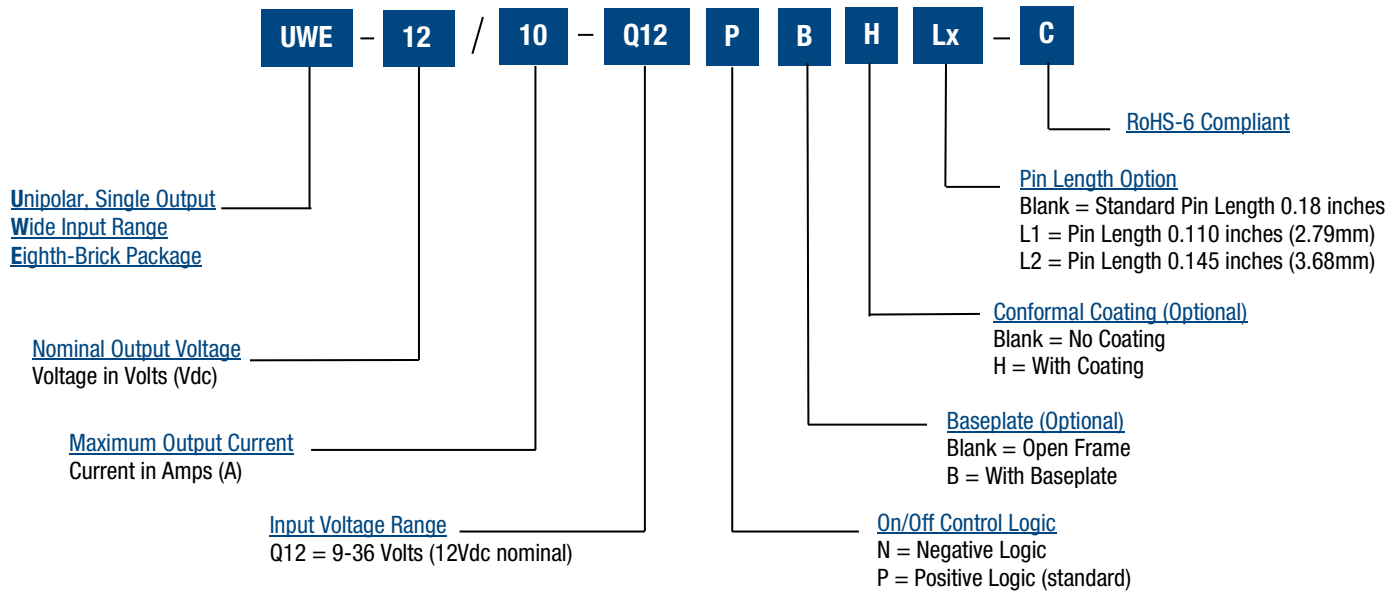 UWE – 12 / 10 – Q12 P B H Lx – C
RoHS-6 Compliant
Unipolar, Single Output
Wide Input Range
Eighth-Brick Package
Pin Length Option
Blank = Standard Pin Length 0.18 inches
L1 = Pin Length 0.110 inches (2.79mm)
L2 = Pin Length 0.145 inches (3.68mm)
Conformal Coating (Optional)
Blank = No Coating
H = With Coating
Nominal Output Voltage
Voltage in Volts (Vdc)
Baseplate (Optional)
Blank = Open Frame
B = With Baseplate
Maximum Output Current
Current in Amps (A)
Input Voltage Range
Q12 = 9-36 Volts (12Vdc nominal)
On/Off Control Logic
N = Negative Logic
P = Positive Logic (standard)